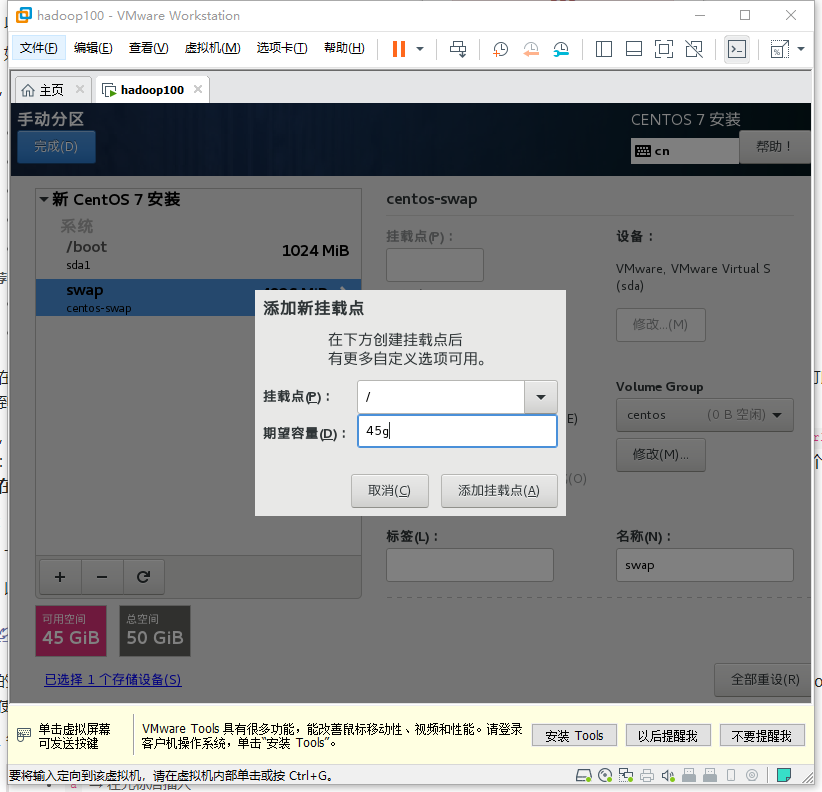 hadoop100 - VMware Workstation
文件(F) 编辑(E) 查看(V) 虚拟机(M) 选项卡(T) 帮助(H)
主页 hadoop100
手动分区
完成(D)
CENTOS 7 安装
cn
帮助！
新 CentOS 7 安装
系统
/boot
sda1
1024 MiB
swap
centos-swap
centos-swap
挂载点(P)：
设备：
VMware, VMware Virtual S
(sda)
修改...(M)
Volume Group
centos (0 B 空闲)
修改(M)...
添加新挂载点
在下方创建挂载点后
有更多自定义选项可用。
挂载点(P)： /
期望容量(D)： 45g
取消(C) 添加挂载点(A)
E)
(O)
标签(L)：
名称(N)：
swap
+ −
可用空间
45 GiB
总空间
50 GiB
已选择 1 个存储设备(S)
全部重设(R)
单击虚拟屏幕
可发送按键
VMware Tools 具有很多功能，能改善鼠标移动性、视频和性能。请登录
客户机操作系统，单击“安装 Tools”。
安装 Tools 以后提醒我 不要提醒我
要将输入定向到该虚拟机，请在虚拟机内部单击或按 Ctrl+G。